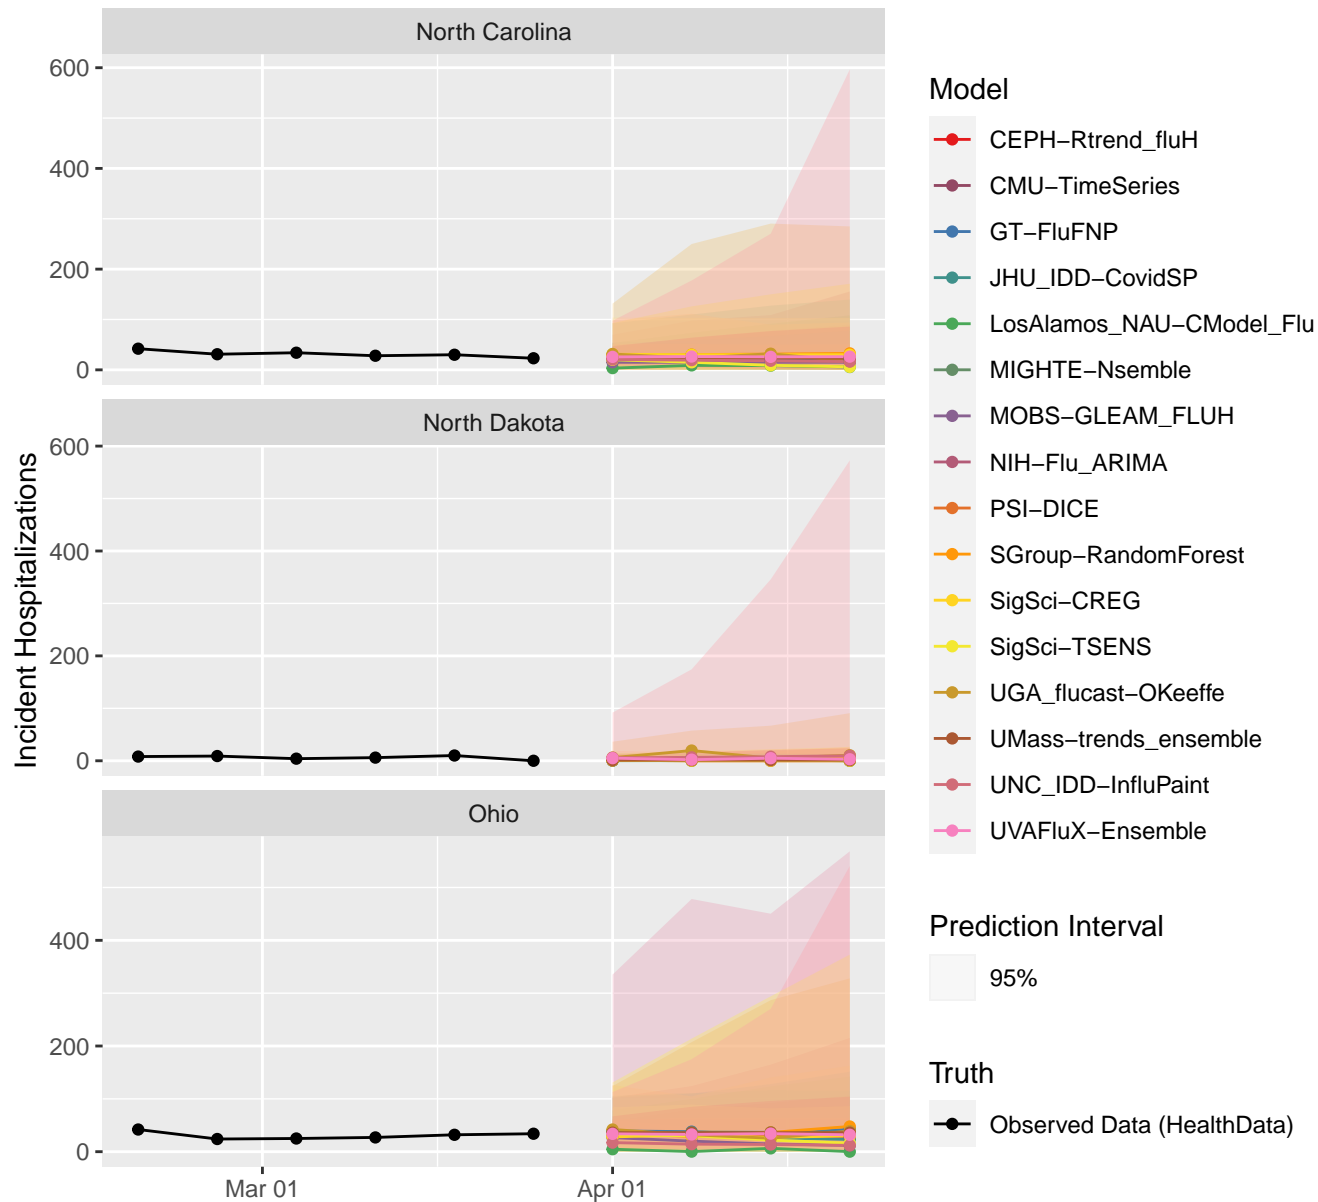 North Carolina
600
400
200
0
North Dakota
600
400
200
0
Ohio
400
200
0
Mar 01
Apr 01
Incident Hospitalizations
Model
CEPH−Rtrend_fluH
CMU−TimeSeries
GT−FluFNP
JHU_IDD−CovidSP
LosAlamos_NAU−CModel_Flu
MIGHTE−Nsemble
MOBS−GLEAM_FLUH
NIH−Flu_ARIMA
PSI−DICE
SGroup−RandomForest
SigSci−CREG
SigSci−TSENS
UGA_flucast−OKeeffe
UMass−trends_ensemble
UNC_IDD−InfluPaint
UVAFluX−Ensemble
Prediction Interval
95%
Truth
Observed Data (HealthData)